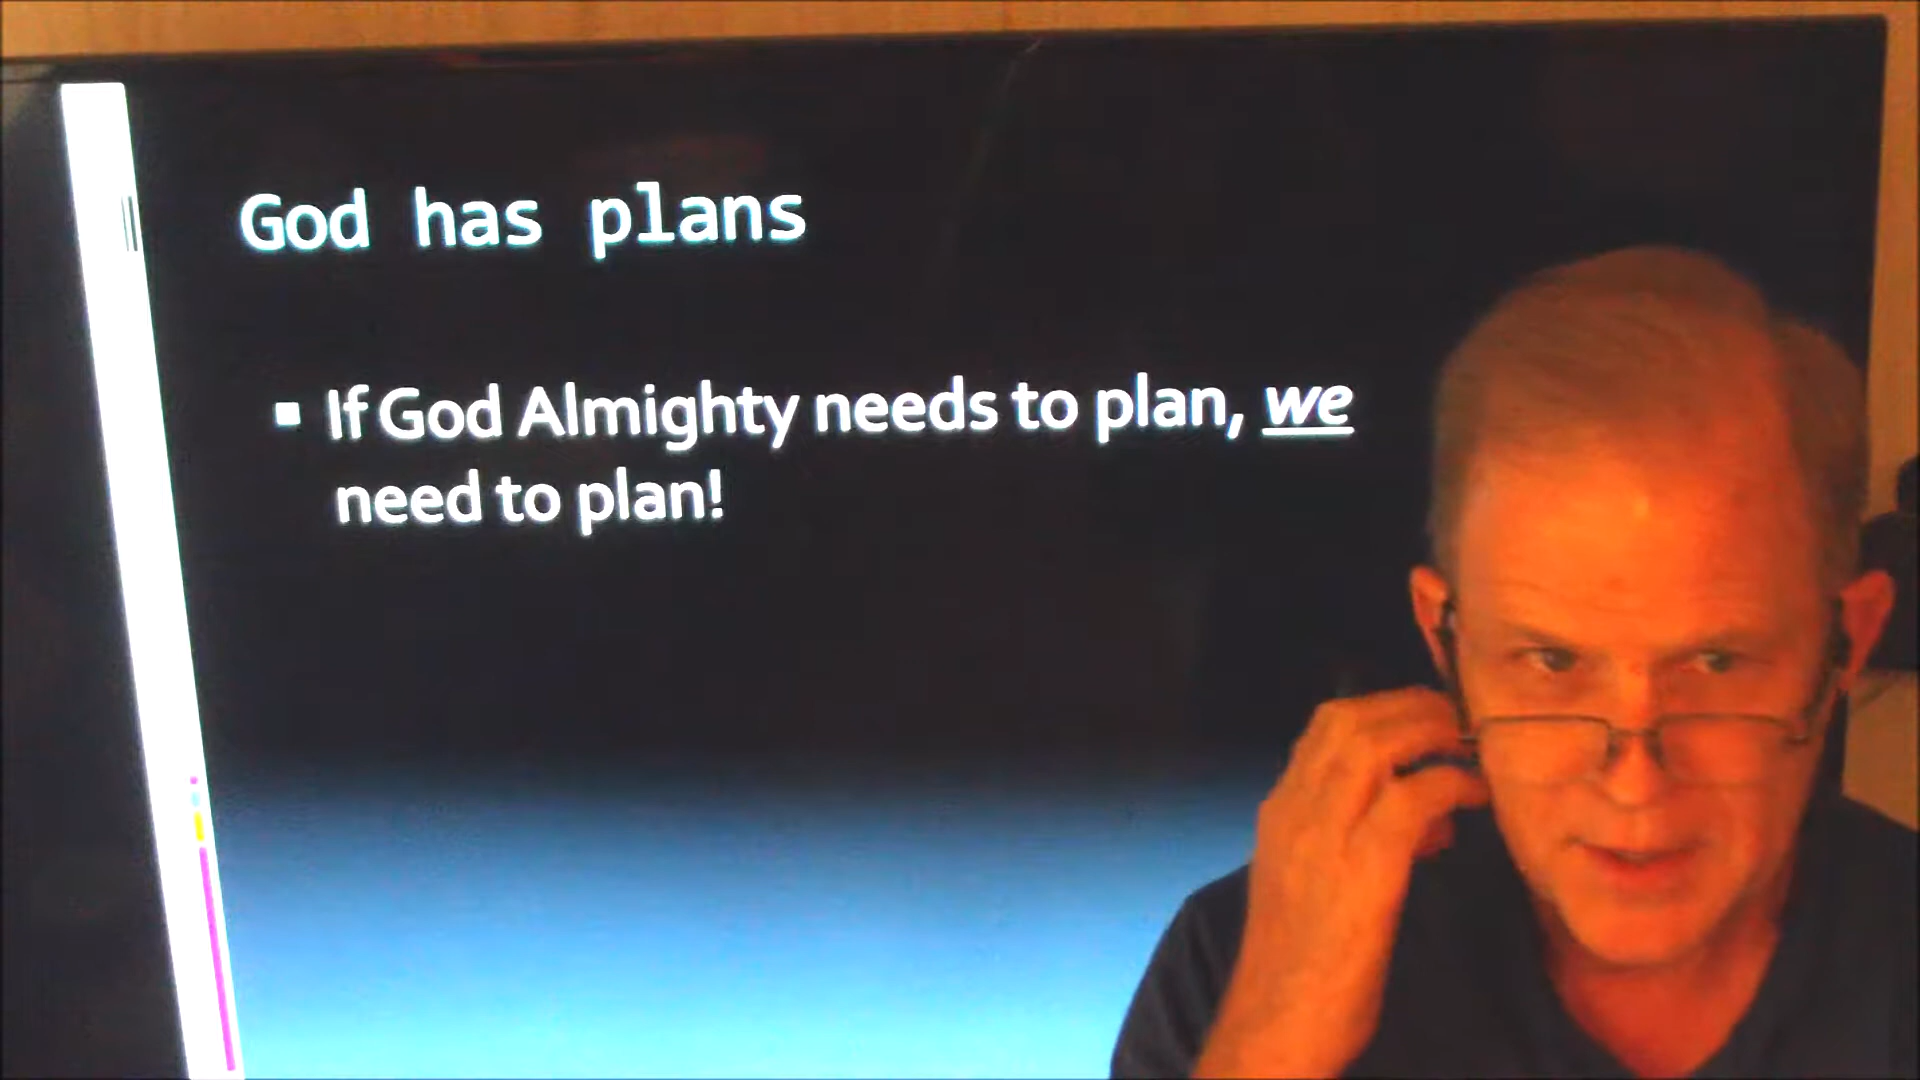 God has plans
▪ If God Almighty needs to plan, we
need to plan!